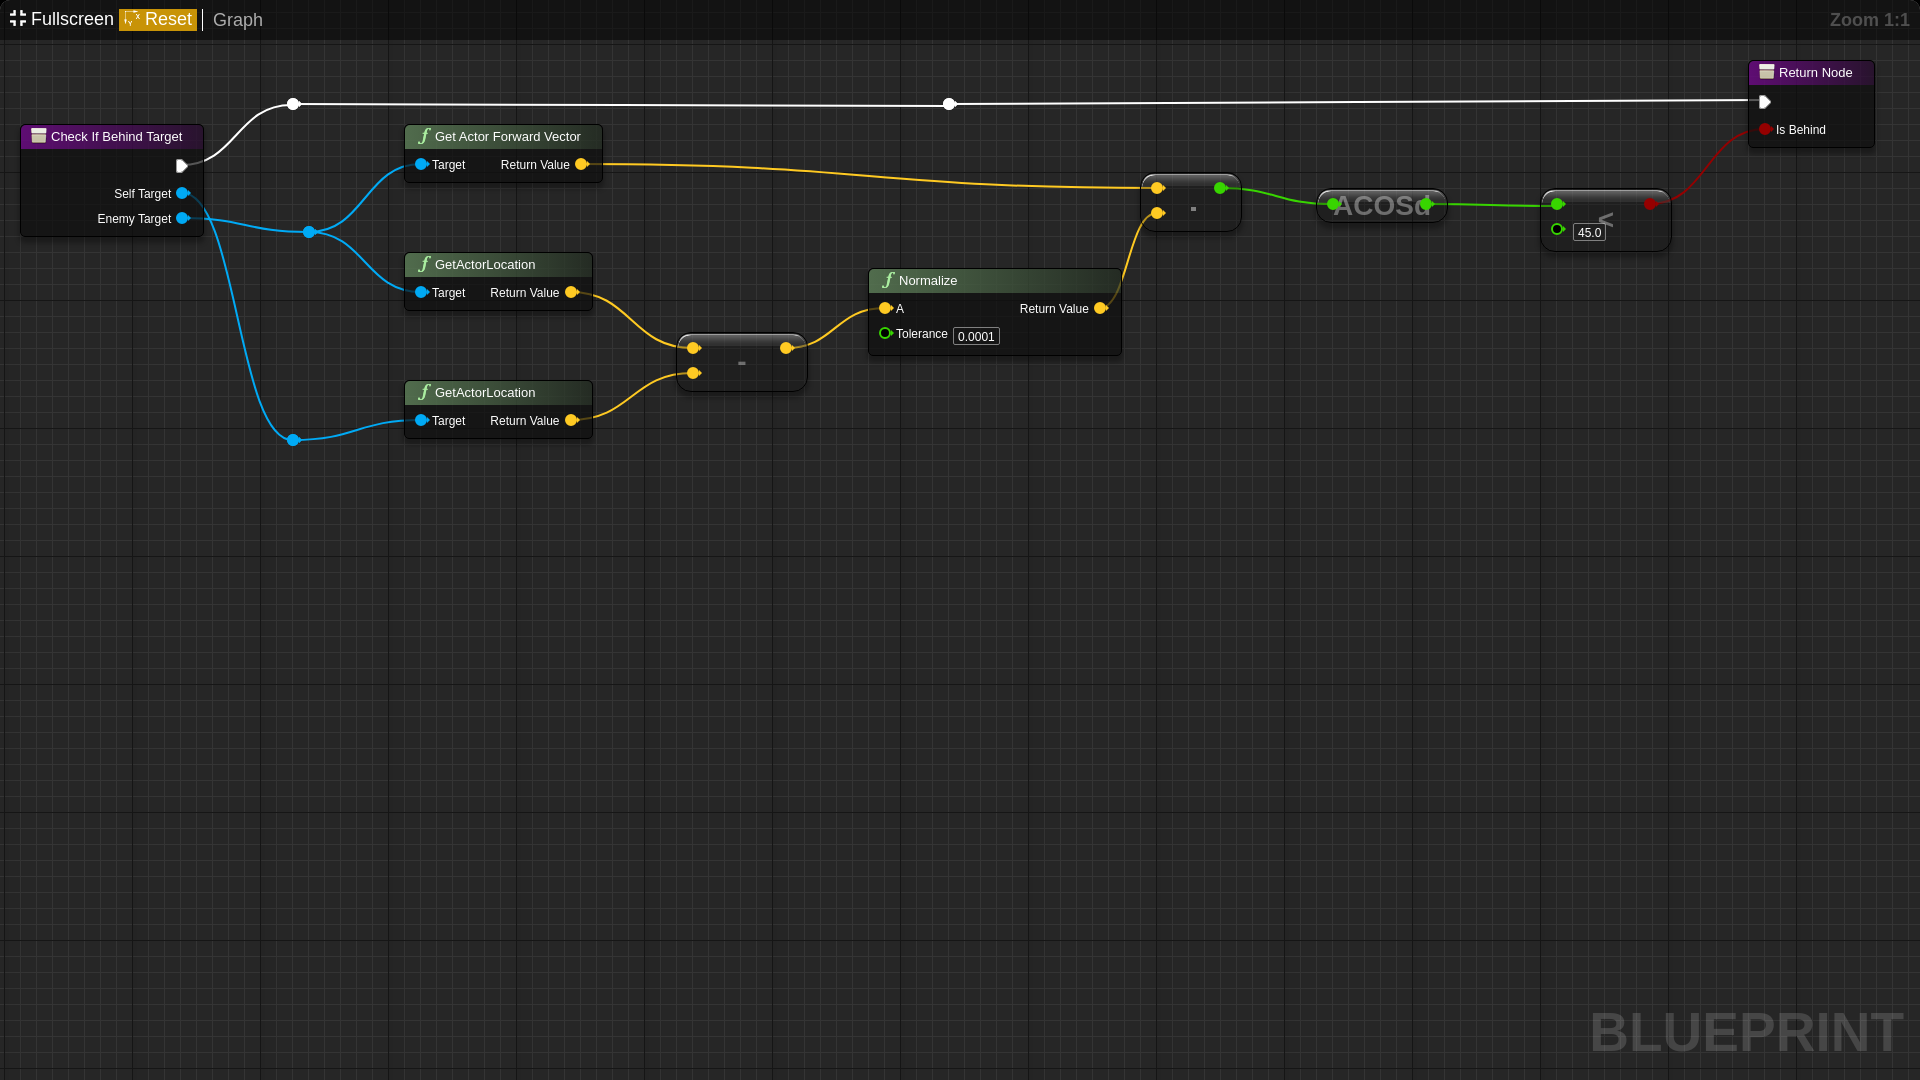 Fullscreen Reset Graph
Zoom 1:1
Return Node
Is Behind
Check If Behind Target
Self Target
Enemy Target
Get Actor Forward Vector
Target Return Value
GetActorLocation
Target Return Value
GetActorLocation
Target Return Value
-
Normalize
A Return Value
Tolerance 0.0001
.
ACOSd
<
45.0
BLUEPRINT